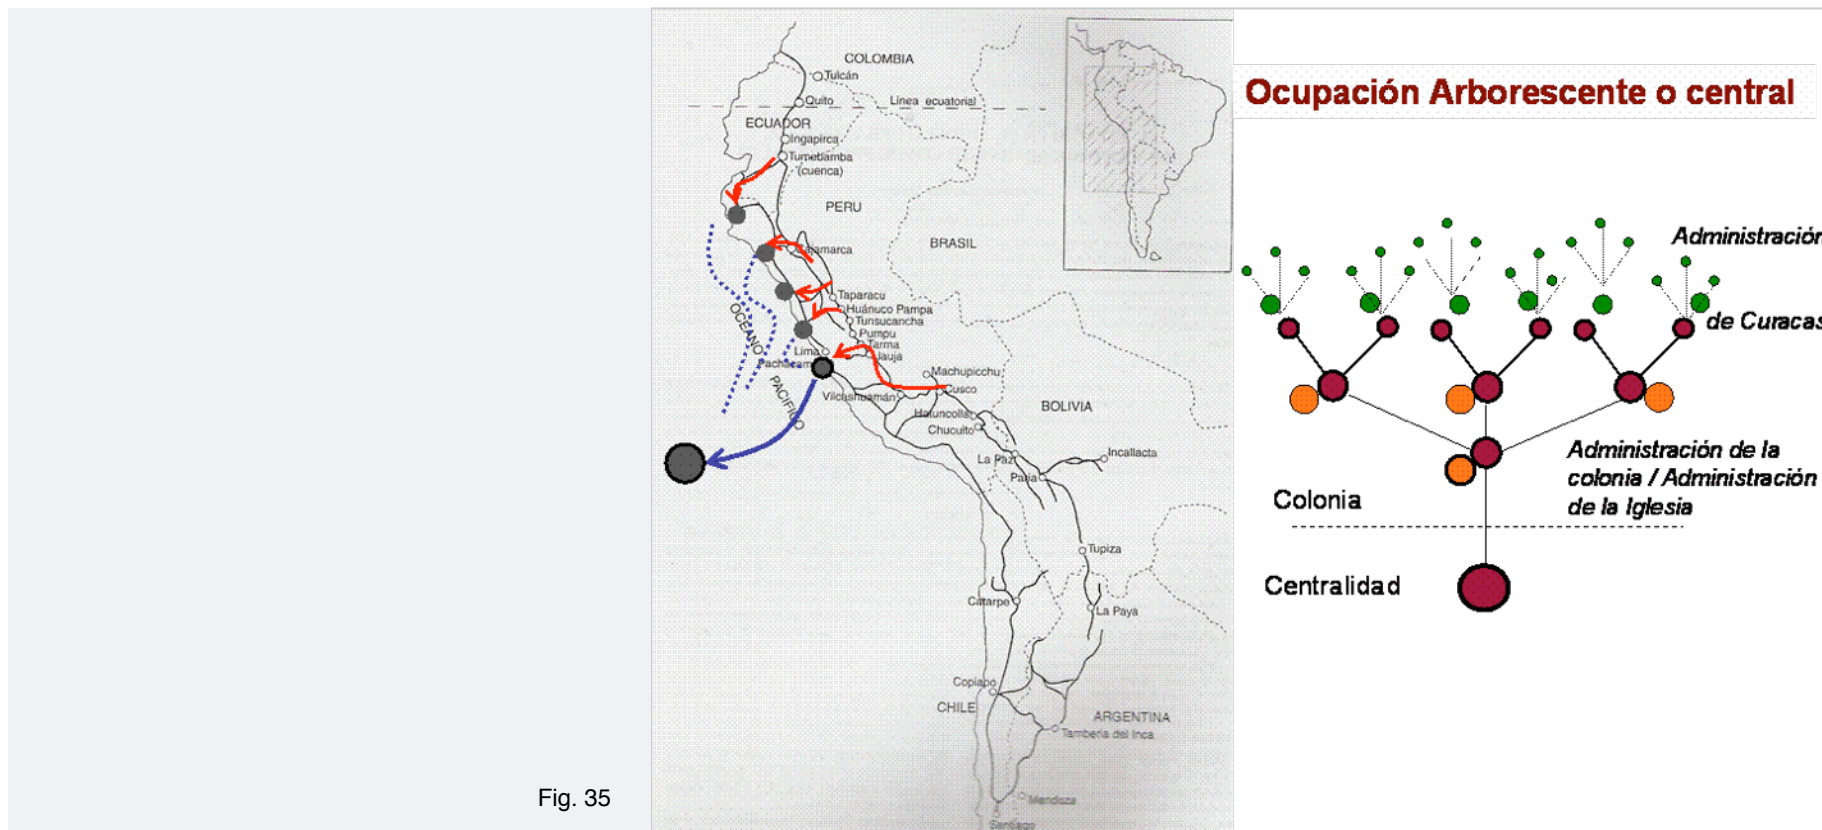 COLOMBIA
Tulcán
Quito
Línea ecuatorial
ECUADOR
Ingapirca
Tumebamba
(cuenca)
PERU
Cajamarca
BRASIL
Taparacu
Huánuco Pampa
Tunsucancha
Pumpu
Tarma
Jauja
Lima
OCEANO PACIFICO
Machupicchu
Cusco
Vilcashuamán
Hatuncolla
Chucuito
BOLIVIA
La Paz
Paria
Incallacta
Tupiza
Catarpe
La Paya
Copiapo
CHILE
ARGENTINA
Tamberia del Inca
Mendoza
Santiago
Fig. 35
Ocupación Arborescente o central
Administración
de Curacas
Administración de la
colonia / Administración
de la Iglesia
Colonia
Centralidad